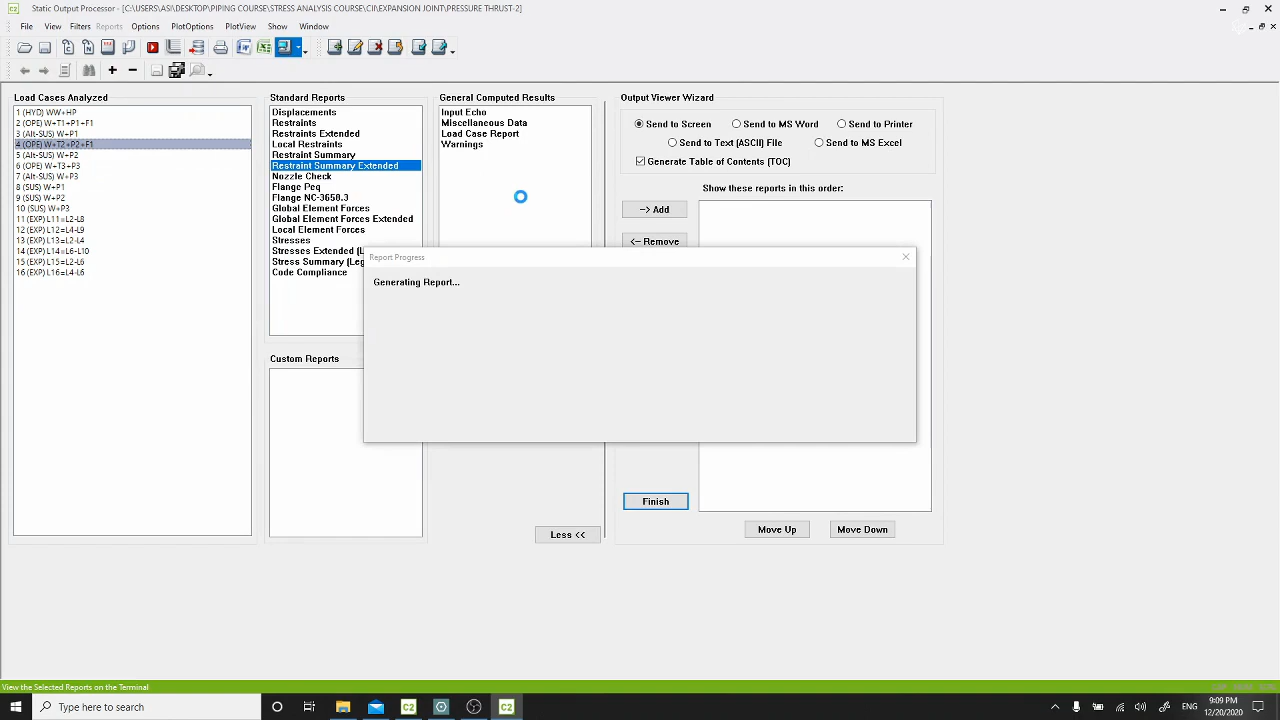 Static Output Processor - [C:\USERS\ASI\DOCUMENTS\PIPING COURSE\STRESS ANALYSIS COURSE\CII\EXPANSION JOINT\PRESSURE THRUST-2]
File View Filters Reports Options PlotOptions PlotView Show Window
Load Cases Analyzed
1 (HYD) WW+HP
2 (OPE) W+T1+P1+F1
3 (Alt-SUS) W+P1
4 (OPE) W+T2+P2+F1
5 (Alt-SUS) W+P2
6 (OPE) W+T3+P3
7 (Alt-SUS) W+P3
8 (SUS) W+P1
9 (SUS) W+P2
10 (SUS) W+P3
11 (EXP) L11=L2-L8
12 (EXP) L12=L4-L9
13 (EXP) L13=L2-L4
14 (EXP) L14=L6-L10
15 (EXP) L15=L2-L6
16 (EXP) L16=L4-L6
Standard Reports
Displacements
Restraints
Restraints Extended
Local Restraints
Restraint Summary
Restraint Summary Extended
Nozzle Check
Flange Peq
Flange NC-3658.3
Global Element Forces
Global Element Forces Extended
Local Element Forces
Stresses
Stresses Extended (L
Stress Summary (Leg
Code Compliance
Custom Reports
General Computed Results
Input Echo
Miscellaneous Data
Load Case Report
Warnings
Less <<
Output Viewer Wizard
Send to Screen Send to MS Word Send to Printer
Send to Text (ASCII) File Send to MS Excel
Generate Table of Contents (TOC)
Show these reports in this order:
--> Add
<-- Remove
Report Progress
Generating Report...
Finish
Move Up Move Down
View the Selected Reports on the Terminal
Type here to search
ENG
9:09 PM
12/20/2020